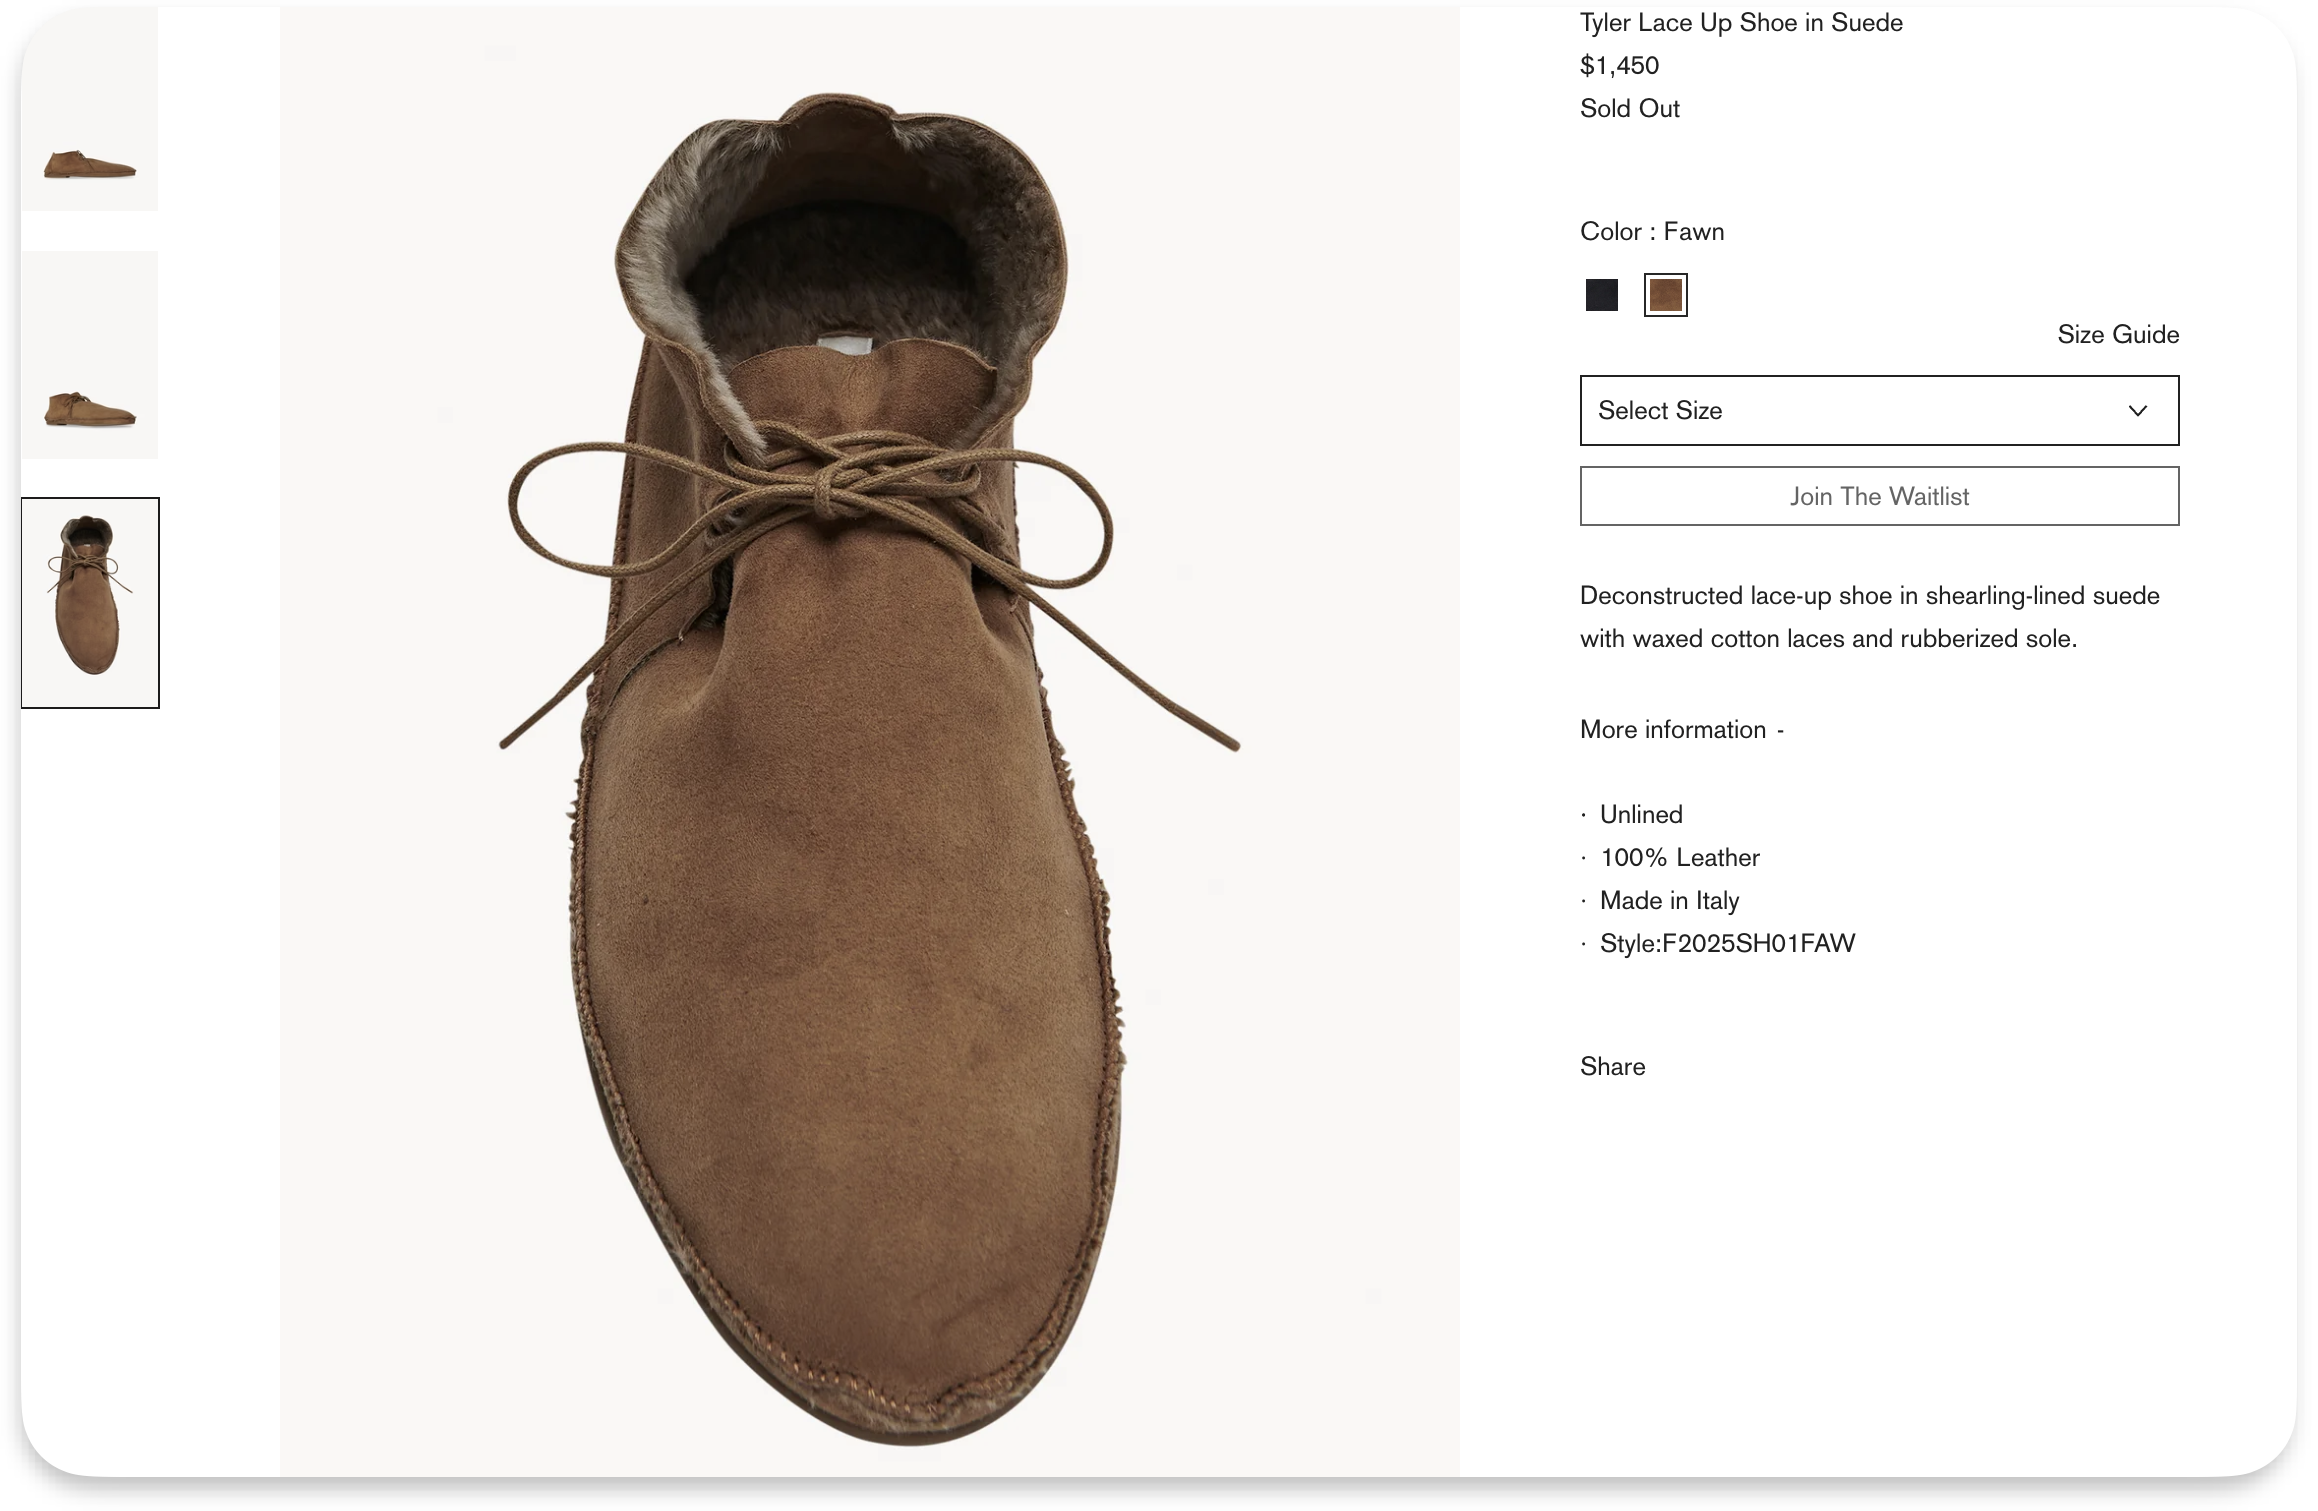 Tyler Lace Up Shoe in Suede
$1,450
Sold Out
Color : Fawn
Size Guide
Select Size
Join The Waitlist
Deconstructed lace-up shoe in shearling-lined suede
with waxed cotton laces and rubberized sole.
More information -
· Unlined
· 100% Leather
· Made in Italy
· Style:F2025SH01FAW
Share